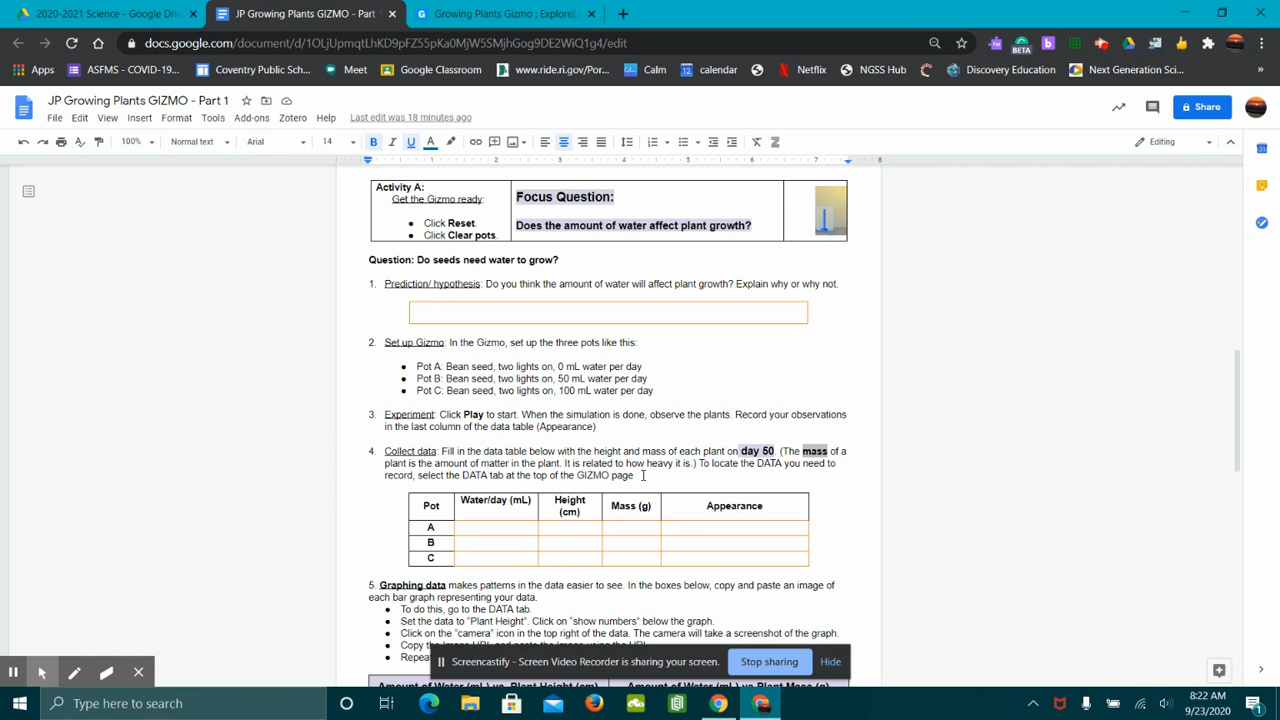 2020-2021 Science - Google Dri
JP Growing Plants GIZMO - Part
Growing Plants Gizmo : ExploreLe
docs.google.com/document/d/1OLjUpmqtLhKD9pFZ55pKa0MjW5SMjhGog9DE2WiQ1g4/edit
BETA
Apps
ASFMS - COVID-19...
Coventry Public Sch...
Meet
Google Classroom
www.ride.ri.gov/Por...
Calm
calendar
Netflix
NGSS Hub
Discovery Education
Next Generation Sci...
JP Growing Plants GIZMO - Part 1
Share
File Edit View Insert Format Tools Add-ons Zotero Help Last edit was 18 minutes ago
100% Normal text Arial 14 B I U A Editing
1 2 3 4 5 6 7 8
Activity A:
Get the Gizmo ready:
● Click Reset.
● Click Clear pots.
Focus Question:
Does the amount of water affect plant growth?
Question: Do seeds need water to grow?
1. Prediction/ hypothesis: Do you think the amount of water will affect plant growth? Explain why or why not.
2. Set up Gizmo: In the Gizmo, set up the three pots like this:
● Pot A: Bean seed, two lights on, 0 mL water per day
● Pot B: Bean seed, two lights on, 50 mL water per day
● Pot C: Bean seed, two lights on, 100 mL water per day
3. Experiment: Click Play to start. When the simulation is done, observe the plants. Record your observations
in the last column of the data table (Appearance)
4. Collect data: Fill in the data table below with the height and mass of each plant on day 50. (The mass of a
plant is the amount of matter in the plant. It is related to how heavy it is.) To locate the DATA you need to
record, select the DATA tab at the top of the GIZMO page
Pot Water/day (mL) Height (cm) Mass (g) Appearance
A
B
C
5. Graphing data makes patterns in the data easier to see. In the boxes below, copy and paste an image of
each bar graph representing your data.
● To do this, go to the DATA tab.
● Set the data to "Plant Height". Click on "show numbers" below the graph.
● Click on the "camera" icon in the top right of the data. The camera will take a screenshot of the graph.
● Repea
Screencastify - Screen Video Recorder is sharing your screen.
Stop sharing
Hide
Type here to search
8:22 AM
9/23/2020